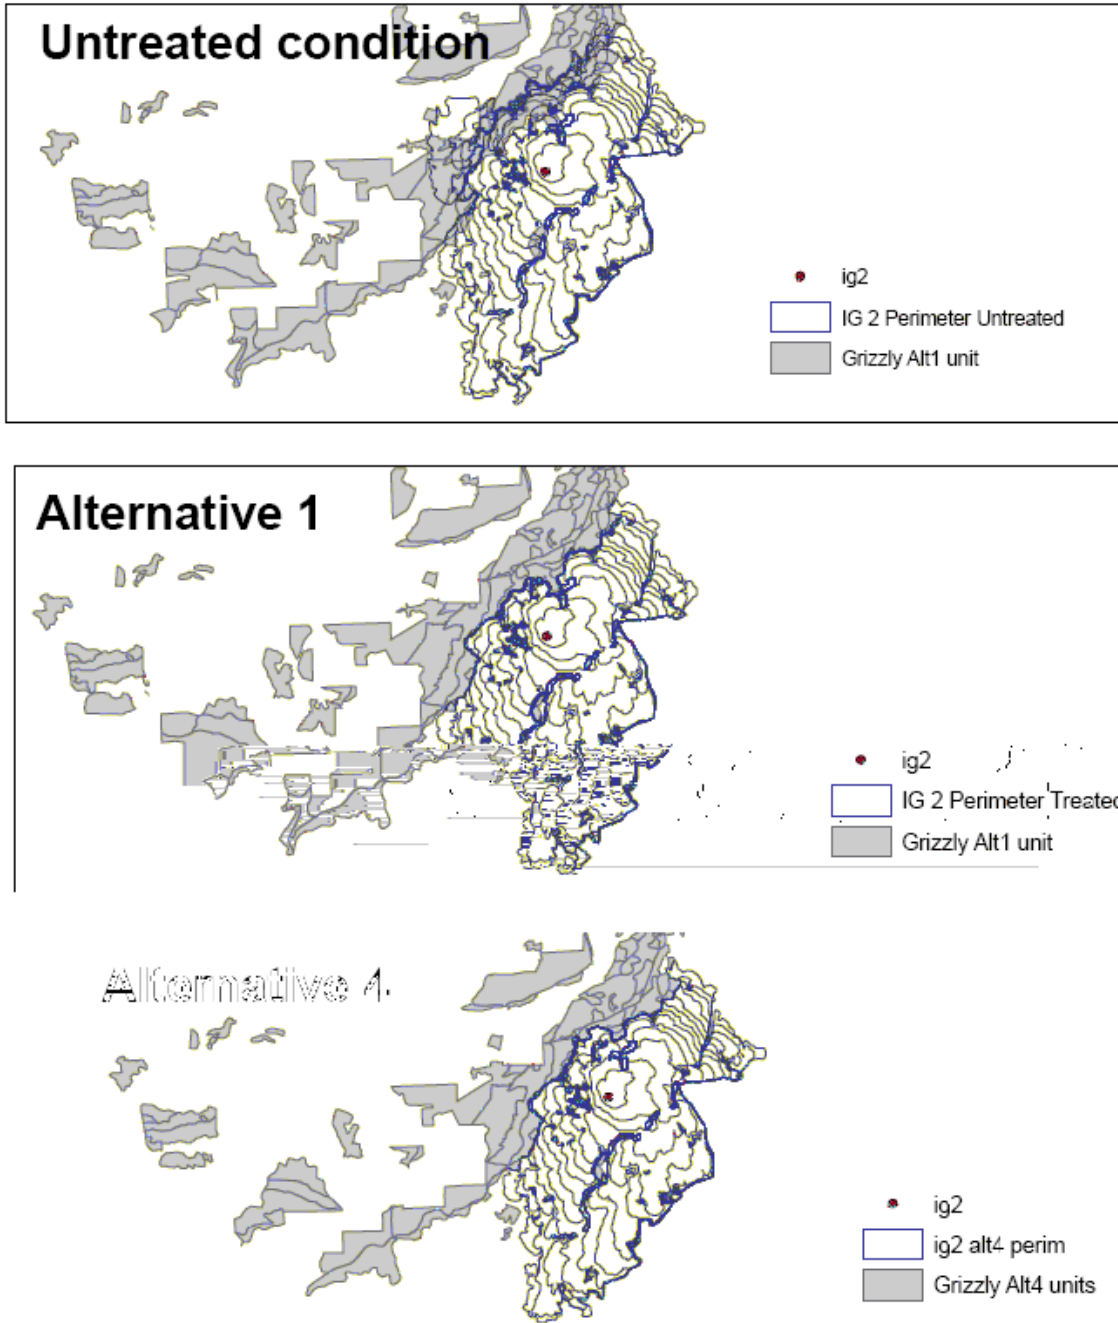 Untreated condition
ig2
IG 2 Perimeter Untreated
Grizzly Alt1 unit
Alternative 1
ig2
IG 2 Perimeter Treated
Grizzly Alt1 unit
Alternative 4
ig2
ig2 alt4 perim
Grizzly Alt4 units